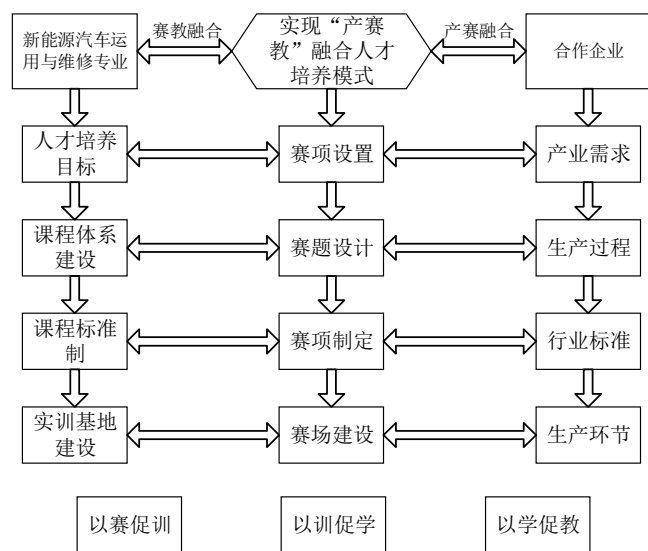 新能源汽车运
用与维修专业
赛教融合
实现“产赛
教”融合人才
培养模式
产赛融合
合作企业
人才培养
目标
赛项设置
产业需求
课程体系
建设
赛题设计
生产过程
课程标准
制
赛项制定
行业标准
实训基地
建设
赛场建设
生产环节
以赛促训
以训促学
以学促教